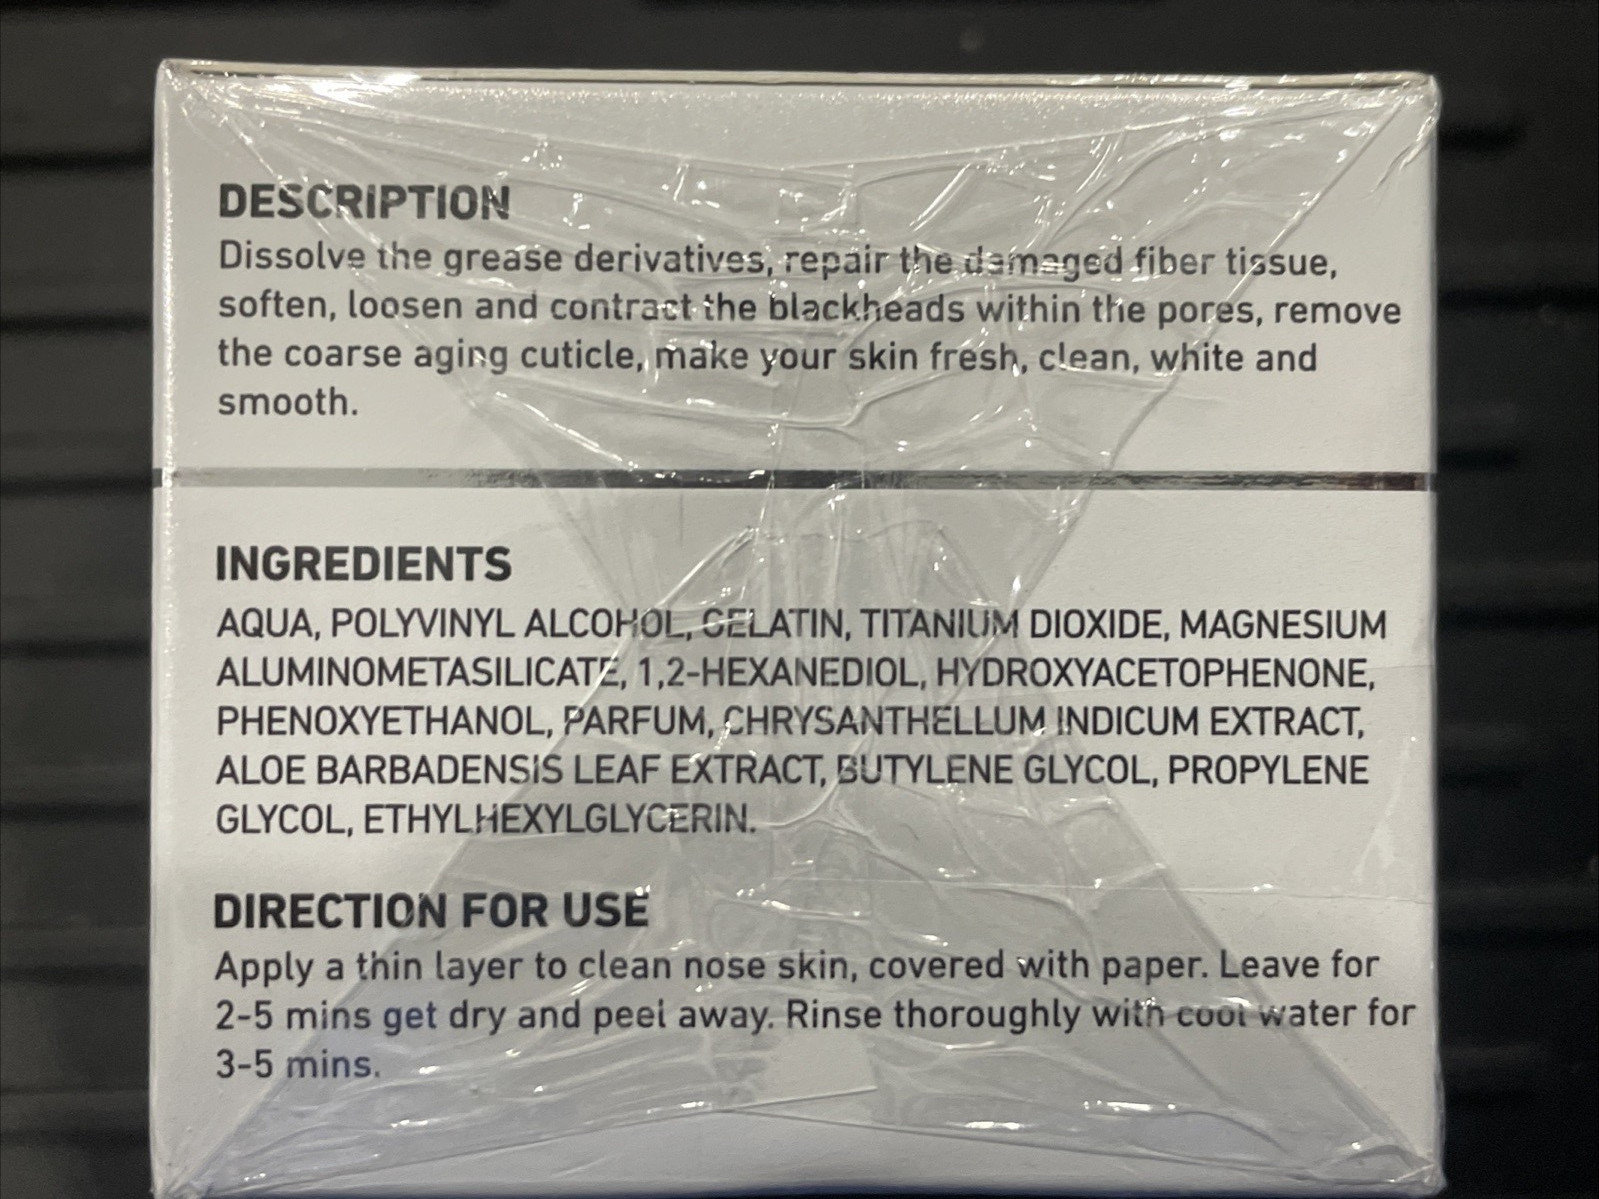 DESCRIPTION
Dissolve the grease derivatives, repair the damaged fiber tissue,
soften, loosen and contract the blackheads within the pores, remove
the coarse aging cuticle, make your skin fresh, clean, white and
smooth.
INGREDIENTS
AQUA, POLYVINYL ALCOHOL, GELATIN, TITANIUM DIOXIDE, MAGNESIUM
ALUMINOMETASILICATE, 1,2-HEXANEDIOL, HYDROXYACETOPHENONE,
PHENOXYETHANOL, PARFUM, CHRYSANTHELLUM INDICUM EXTRACT,
ALOE BARBADENSIS LEAF EXTRACT, BUTYLENE GLYCOL, PROPYLENE
GLYCOL, ETHYLHEXYLGLYCERIN.
DIRECTION FOR USE
Apply a thin layer to clean nose skin, covered with paper. Leave for
2-5 mins get dry and peel away. Rinse thoroughly with cool water for
3-5 mins.